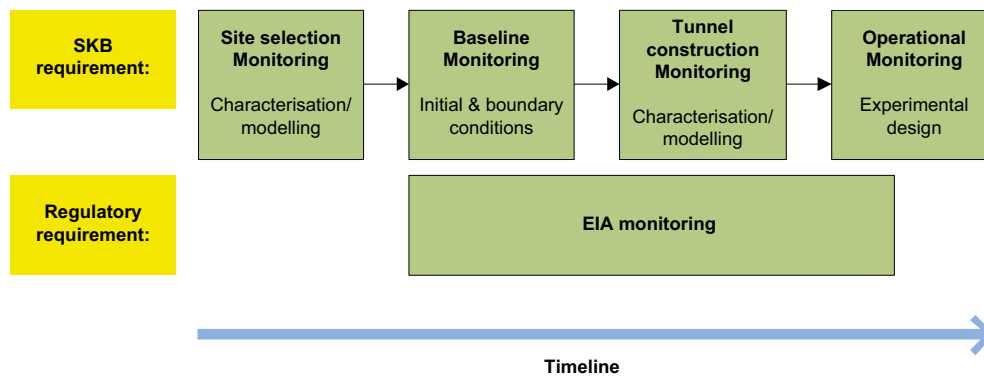 SKB
requirement:
Site selection
Monitoring
Characterisation/
modelling
Baseline
Monitoring
Initial & boundary
conditions
Tunnel
construction
Monitoring
Characterisation/
modelling
Operational
Monitoring
Experimental
design
Regulatory
requirement:
EIA monitoring
Timeline